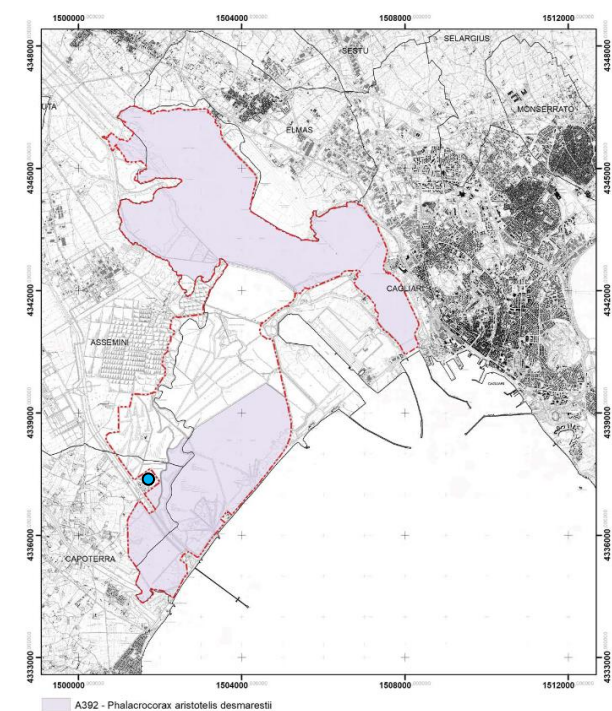 1500000 1504000 1508000 1512000
4348000 4348000
SESTU
SELARGIUS
UTA
MONSERRATO
ELMAS
4345000 4345000
CAGLIARI
4342000 4342000
ASSEMINI
CAGLIARI
4339000 4339000
4336000 4336000
CAPOTERRA
4333000 4333000
1500000 1504000 1508000 1512000
A392 - Phalacrocorax aristotelis desmarestii